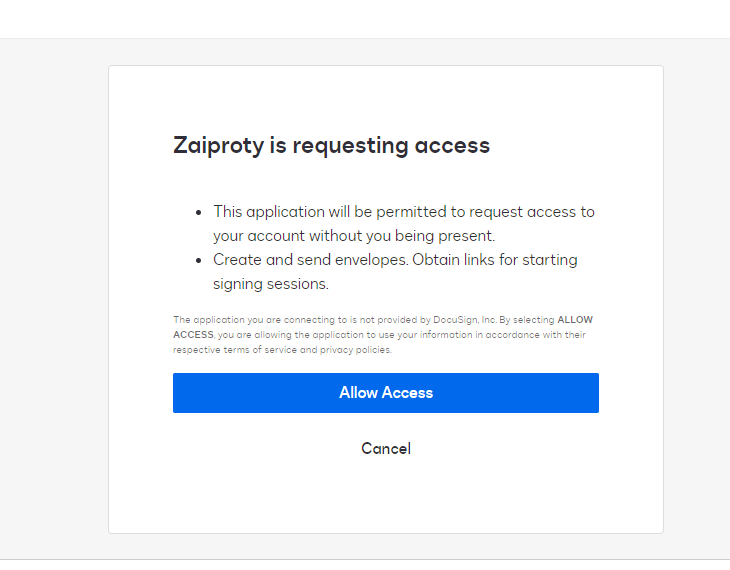 Zaiproty is requesting access
• This application will be permitted to request access to
your account without you being present.
• Create and send envelopes. Obtain links for starting
signing sessions.
The application you are connecting to is not provided by DocuSign, Inc. By selecting ALLOW
ACCESS, you are allowing the application to use your information in accordance with their
respective terms of service and privacy policies.
Allow Access
Cancel